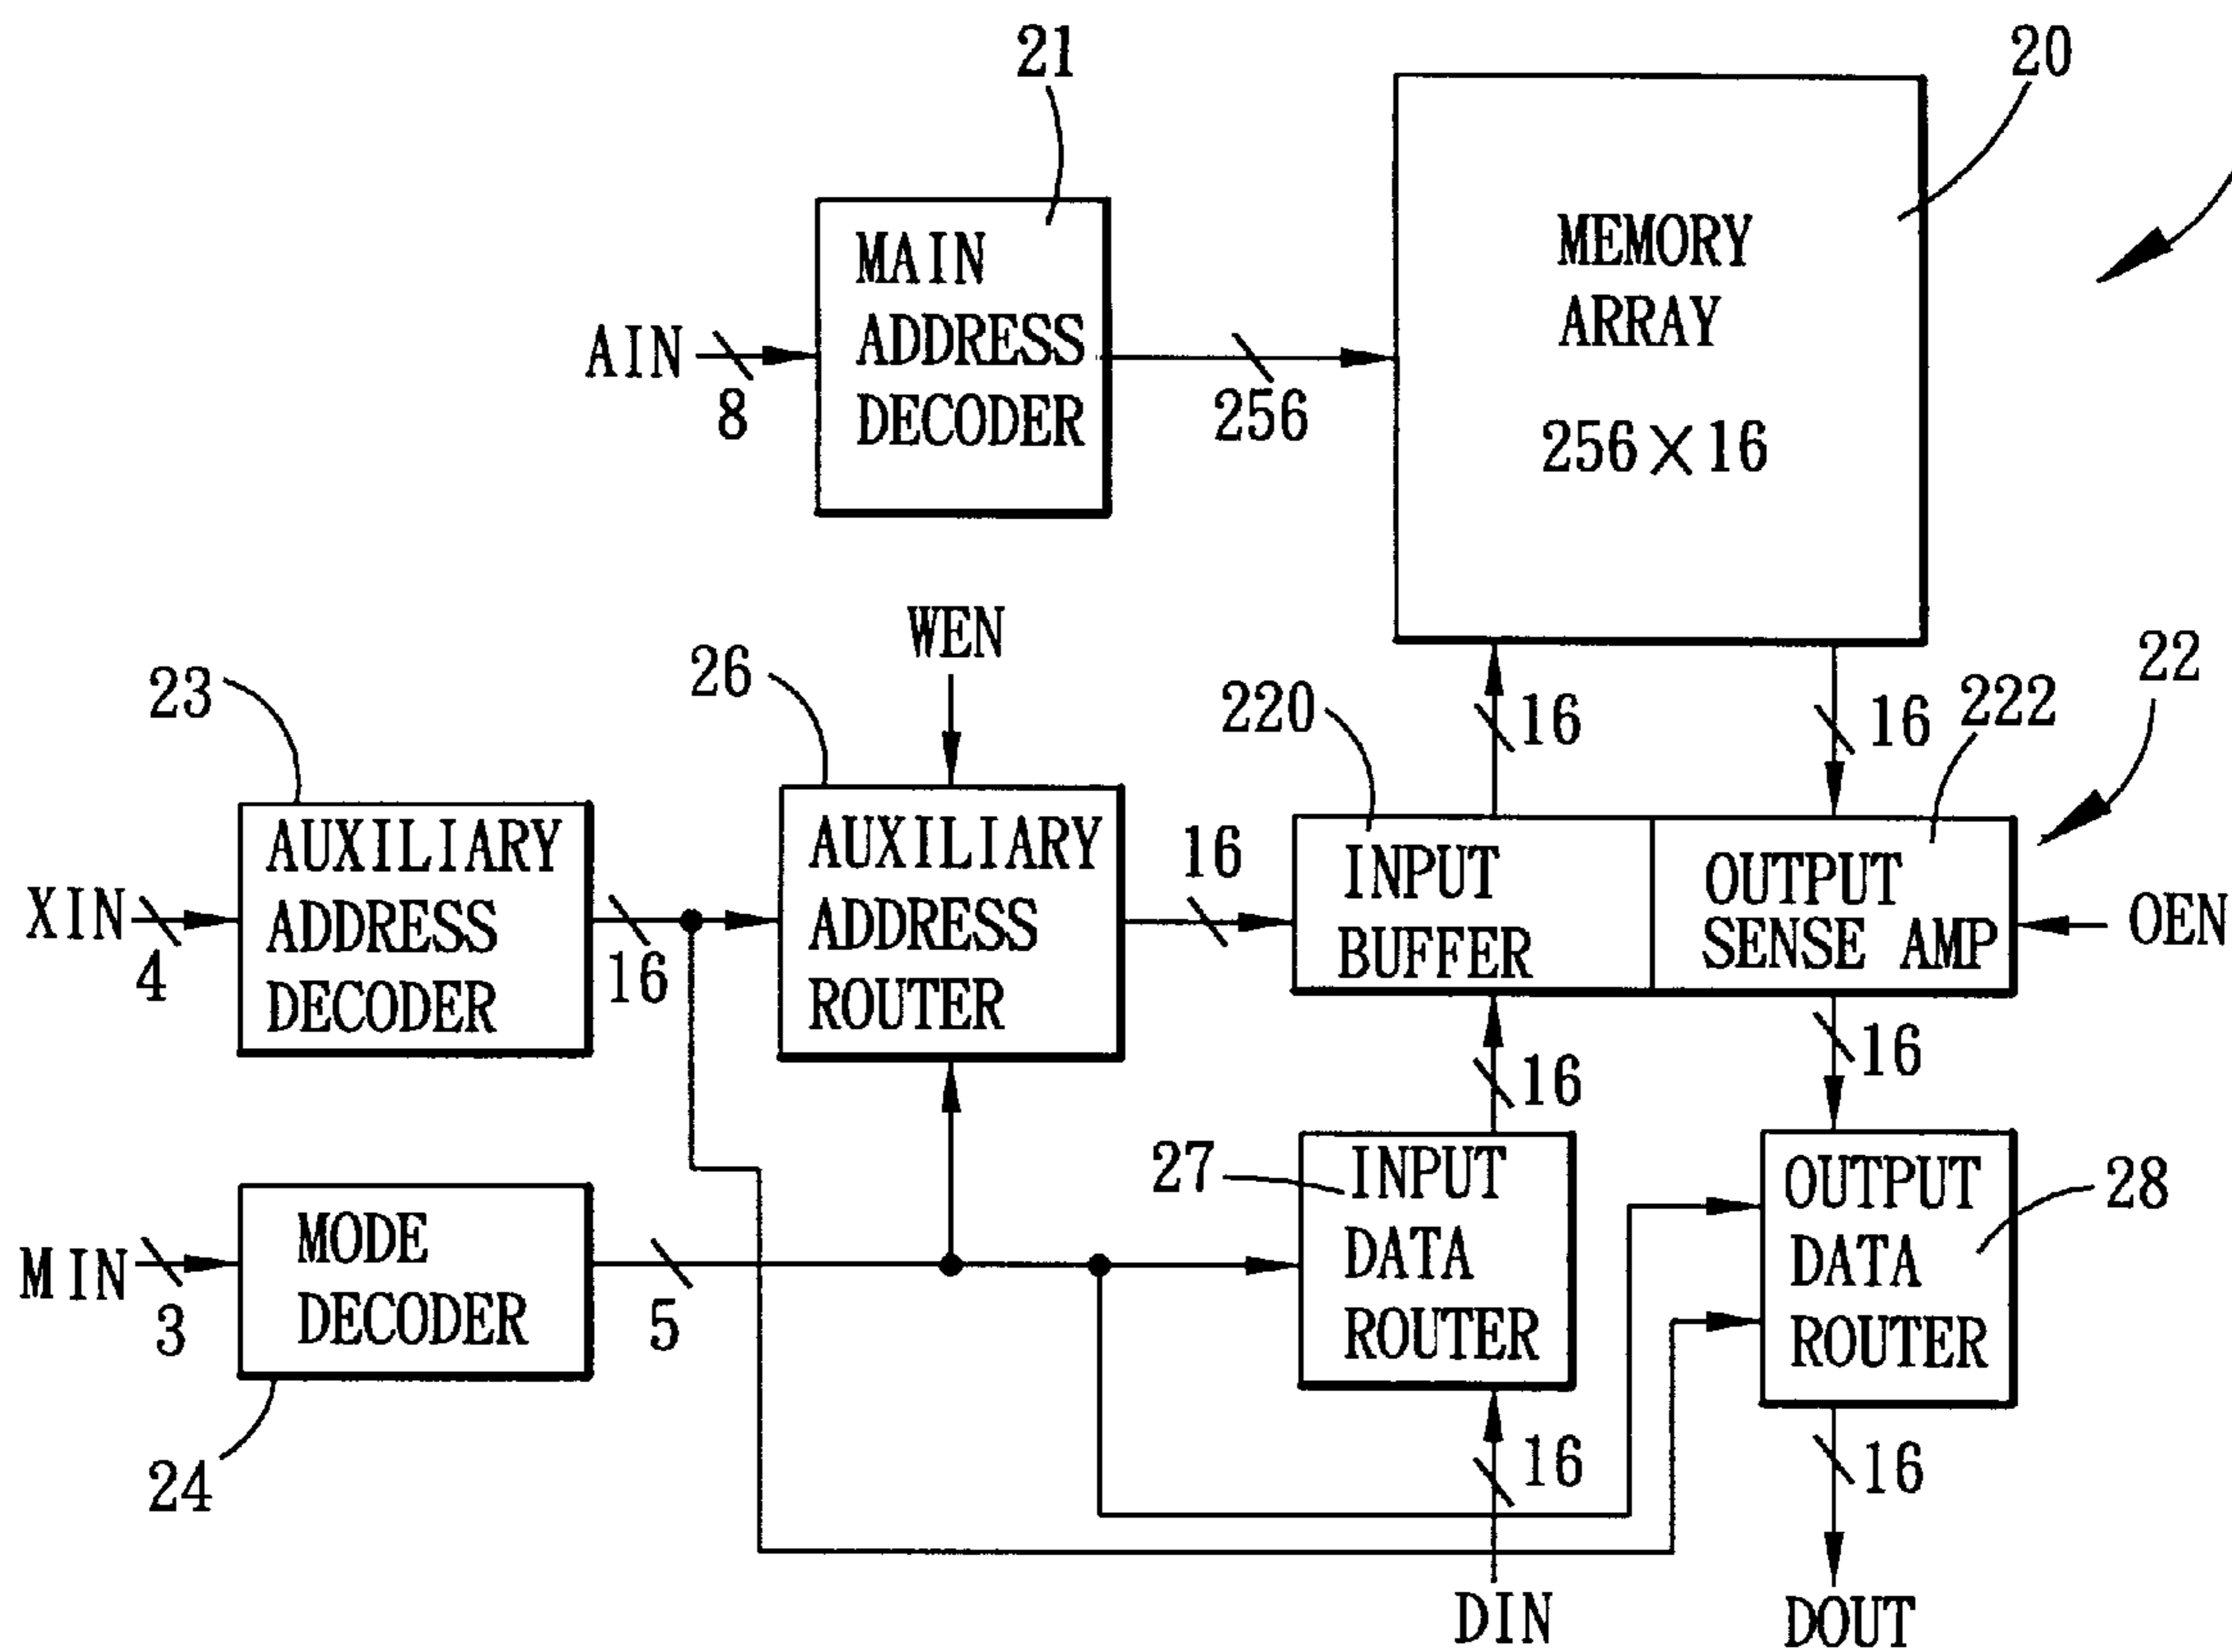 21
20
MAIN
ADDRESS
DECODER
AIN
8
256
MEMORY
ARRAY
256×16
WEN
23
26
220
16
16
222
22
AUXILIARY
ADDRESS
DECODER
XIN
4
16
AUXILIARY
ADDRESS
ROUTER
16
INPUT
BUFFER
OUTPUT
SENSE AMP
OEN
16
16
MODE
DECODER
MIN
3
24
5
27
INPUT
DATA
ROUTER
OUTPUT
DATA
ROUTER
28
16
16
DIN
DOUT